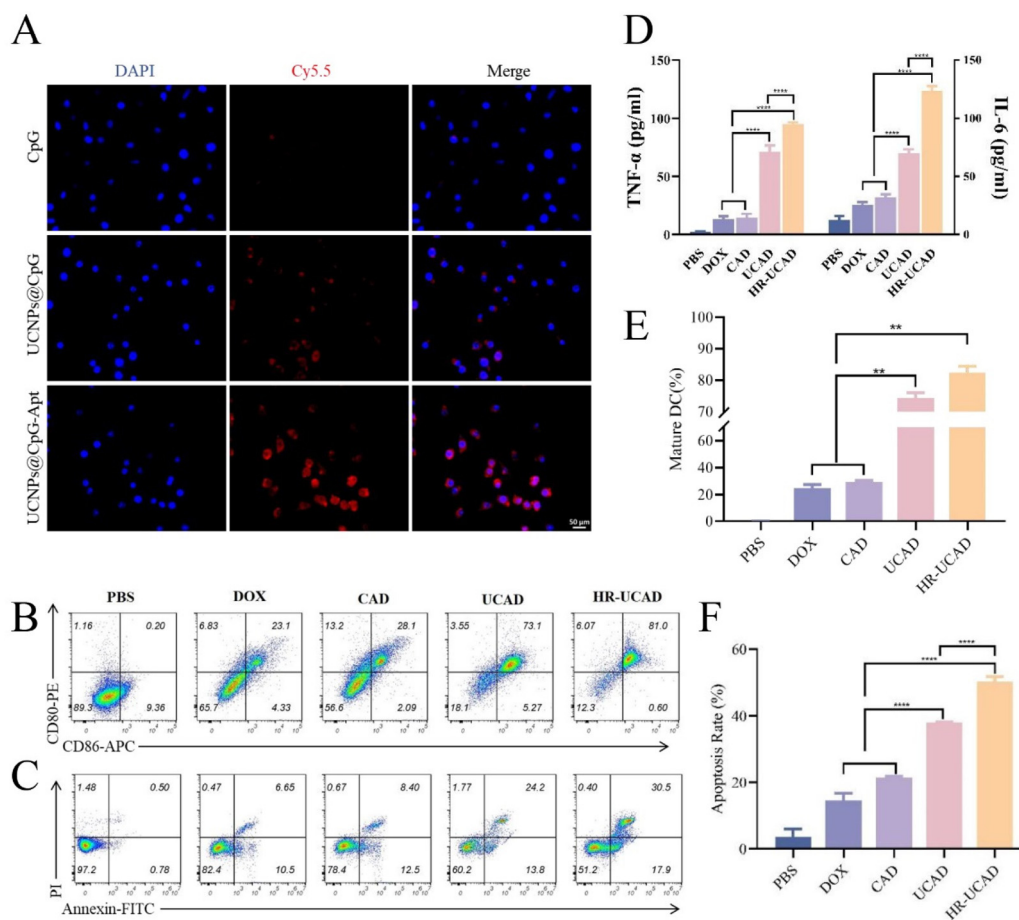 A
DAPI Cy5.5 Merge
CpG
UCNPs@CpG
UCNPs@CpG-Apt
50 μm
D
150 150
100 100
50 50
0 0
TNF-α (pg/ml)
IL-6 (pg/ml)
**** **** **** **** **** ****
PBS DOX CAD UCAD HR-UCAD PBS DOX CAD UCAD HR-UCAD
E
Mature DC(%)
100
90
80
70
60
40
20
0
**
**
PBS DOX CAD UCAD HR-UCAD
B
PBS DOX CAD UCAD HR-UCAD
1.16 0.20 6.83 23.1 13.2 28.1 3.55 73.1 6.07 81.0
89.3 9.36 65.7 4.33 56.6 2.09 18.1 5.27 12.3 0.60
CD80-PE
CD86-APC
C
1.48 0.50 0.47 6.65 0.67 8.40 1.77 24.2 0.40 30.5
97.2 0.78 82.4 10.5 78.4 12.5 60.2 13.8 51.2 17.9
PI
Annexin-FITC
F
Apoptosis Rate (%)
60
40
20
0
****
****
****
PBS DOX CAD UCAD HR-UCAD